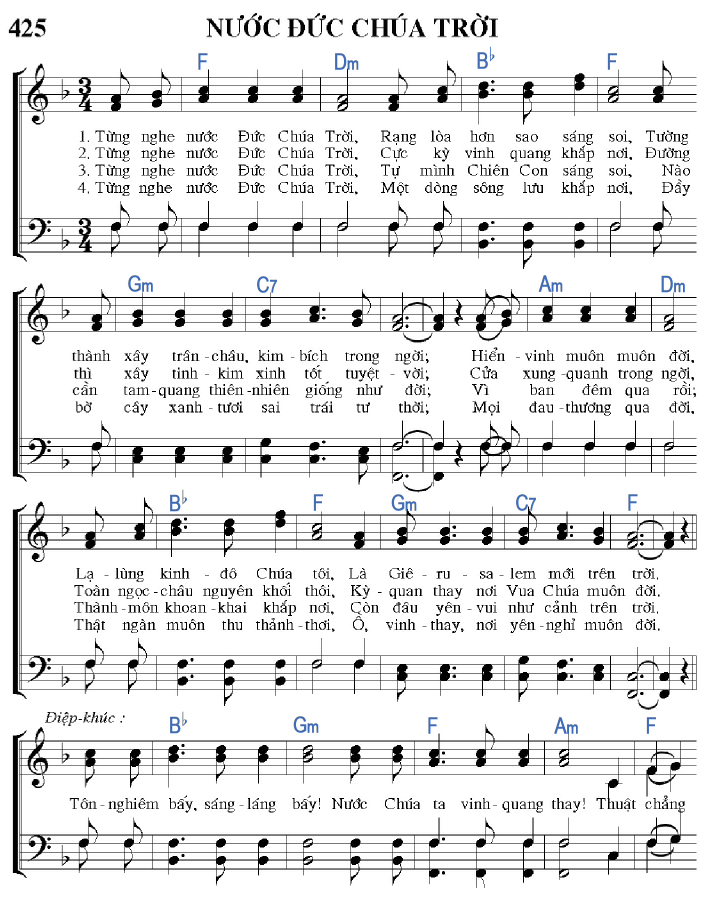 425 NƯỚC ĐỨC CHÚA TRỜI
F Dm B♭ F
3 4
1. Từng nghe nước Đức Chúa Trời, Rạng lòa hơn sao sáng soi, Tường
2. Từng nghe nước Đức Chúa Trời, Cực kỳ vinh quang khắp nơi, Đường
3. Từng nghe nước Đức Chúa Trời, Tự mình Chiên Con sáng soi, Nào
4. Từng nghe nước Đức Chúa Trời, Một dòng sông lưu khắp nơi, Đầy
3 4
Gm C7 Am Dm
thành xây trân-châu, kim-bích trong ngời; Hiển-vinh muôn muôn đời,
thì xây tinh-kim xinh tốt tuyệt-vời; Cửa xung-quanh trong ngời,
cần tam-quang thiên-nhiên giống như đời; Vì ban đêm qua rồi;
bờ cây xanh-tươi sai trái tư thời; Mọi đau-thương qua đời,
B♭ F Gm C7 F
Lạ-lùng kinh-đô Chúa tôi, Là Giê-ru-sa-lem mới trên trời.
Toàn ngọc-châu nguyên khối thôi, Kỳ-quan thay nơi Vua Chúa muôn đời.
Thành-môn khoan-khai khắp nơi, Còn đâu yên-vui như cảnh trên trời.
Thật ngàn muôn thu thảnh-thơi, Ô, vinh-thay, nơi yên-nghỉ muôn đời.
Điệp-khúc :
B♭ Gm F Am F
Tôn-nghiêm bấy, sáng-láng bấy! Nước Chúa ta vinh-quang thay! Thuật chẳng